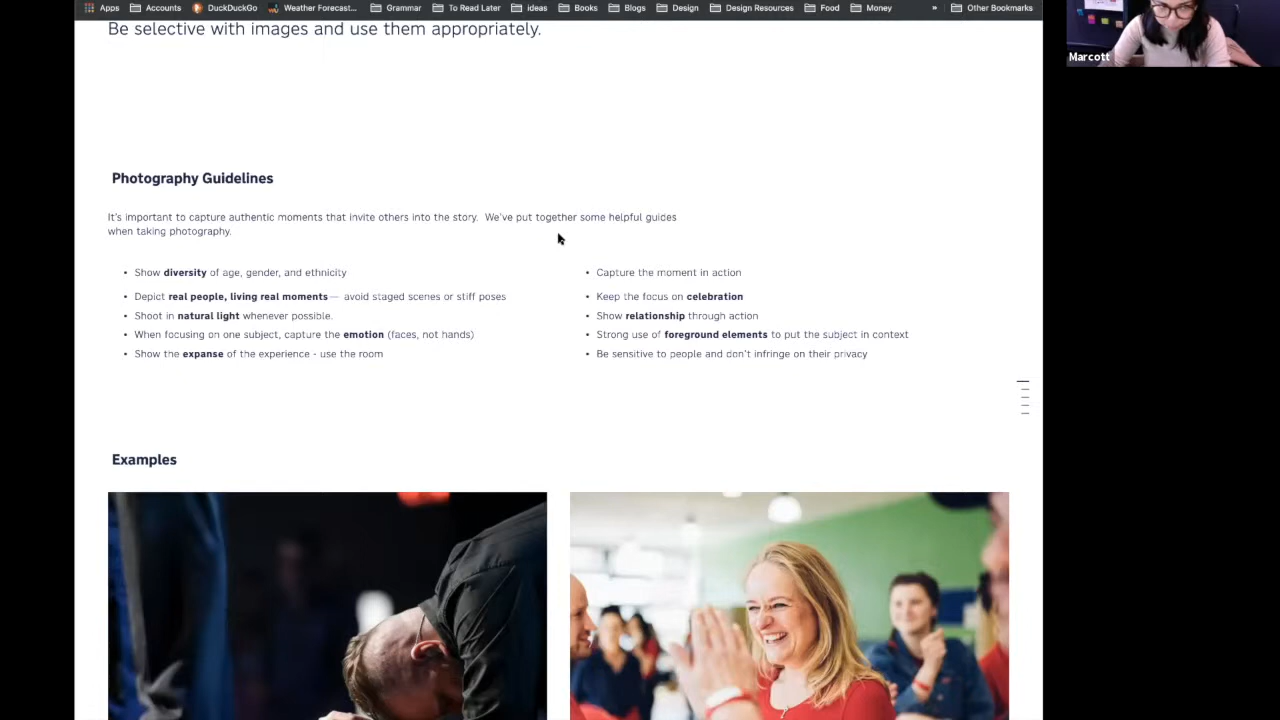 Apps Accounts DuckDuckGo Weather Forecast... Grammar To Read Later ideas Books Blogs Design Design Resources Food Money » Other Bookmarks
Be selective with images and use them appropriately.
Marcott
Photography Guidelines
It's important to capture authentic moments that invite others into the story. We've put together some helpful guides
when taking photography.
• Show diversity of age, gender, and ethnicity
• Depict real people, living real moments — avoid staged scenes or stiff poses
• Shoot in natural light whenever possible.
• When focusing on one subject, capture the emotion (faces, not hands)
• Show the expanse of the experience - use the room
• Capture the moment in action
• Keep the focus on celebration
• Show relationship through action
• Strong use of foreground elements to put the subject in context
• Be sensitive to people and don't infringe on their privacy
Examples